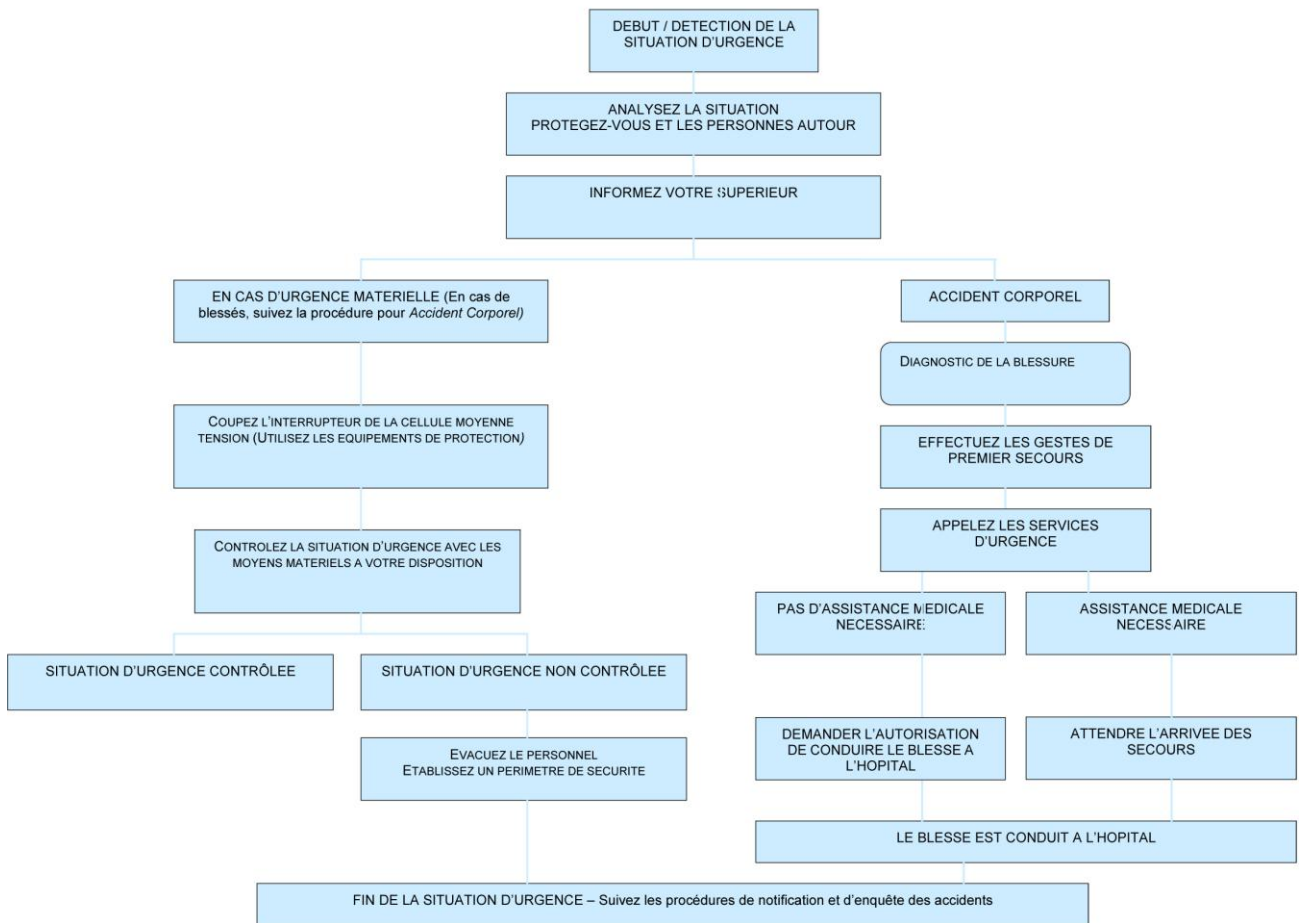 DEBUT / DETECTION DE LA
SITUATION D'URGENCE
ANALYSEZ LA SITUATION
PROTEGEZ-VOUS ET LES PERSONNES AUTOUR
INFORMEZ VOTRE SUPERIEUR
EN CAS D'URGENCE MATERIELLE (En cas de
blessés, suivez la procédure pour Accident Corporel)
COUPEZ L'INTERRUPTEUR DE LA CELLULE MOYENNE
TENSION (UTILISEZ LES EQUIPEMENTS DE PROTECTION)
CONTROLEZ LA SITUATION D'URGENCE AVEC LES
MOYENS MATERIELS A VOTRE DISPOSITION
SITUATION D'URGENCE CONTRÔLEE
SITUATION D'URGENCE NON CONTRÔLEE
EVACUEZ LE PERSONNEL
ETABLISSEZ UN PERIMETRE DE SECURITE
ACCIDENT CORPOREL
DIAGNOSTIC DE LA BLESSURE
EFFECTUEZ LES GESTES DE
PREMIER SECOURS
APPELEZ LES SERVICES
D'URGENCE
PAS D'ASSISTANCE MEDICALE
NECESSAIRE
ASSISTANCE MEDICALE
NECESSAIRE
DEMANDER L'AUTORISATION
DE CONDUIRE LE BLESSE A
L'HOPITAL
ATTENDRE L'ARRIVEE DES
SECOURS
LE BLESSE EST CONDUIT A L'HOPITAL
FIN DE LA SITUATION D'URGENCE – Suivez les procédures de notification et d'enquête des accidents